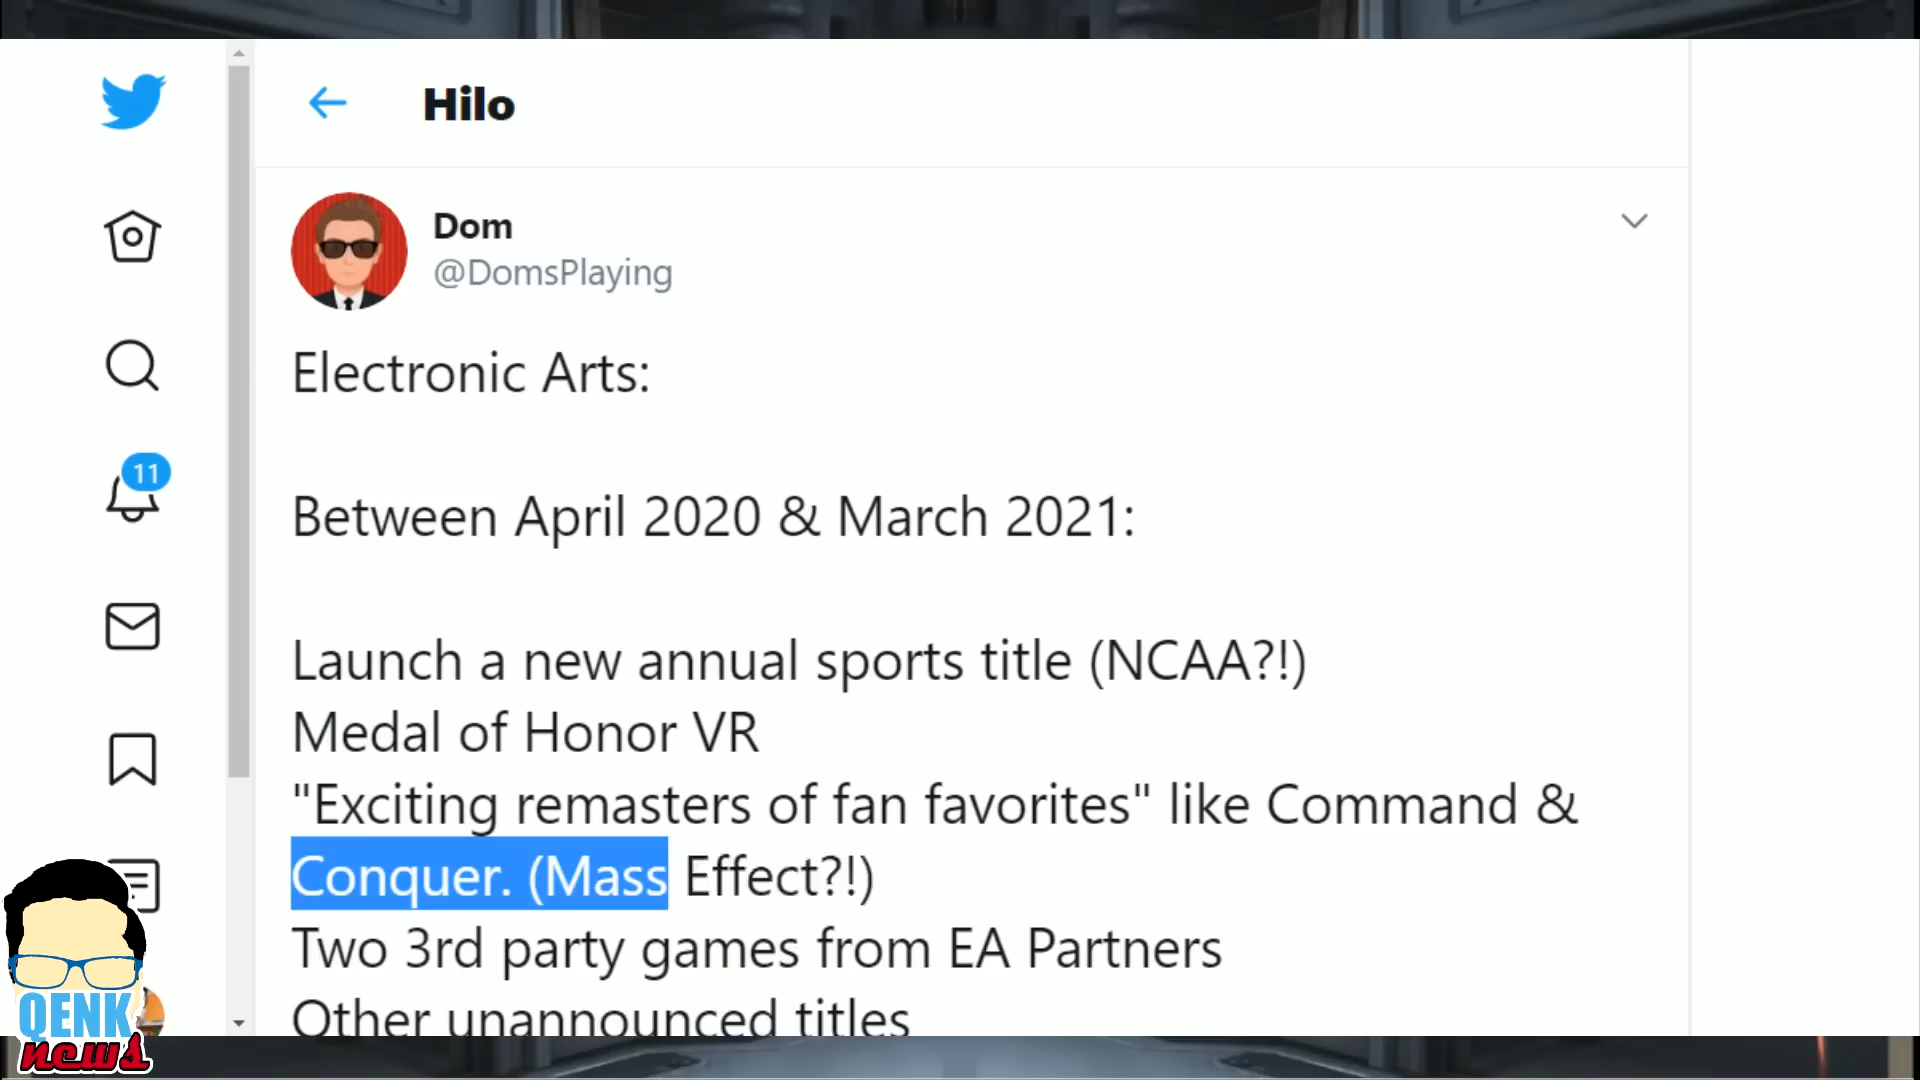 Hilo
Dom
@DomsPlaying
Electronic Arts:
Between April 2020 & March 2021:
Launch a new annual sports title (NCAA?!)
Medal of Honor VR
"Exciting remasters of fan favorites" like Command &
Conquer. (Mass Effect?!)
Two 3rd party games from EA Partners
Other unannounced titles
11
QENK
news